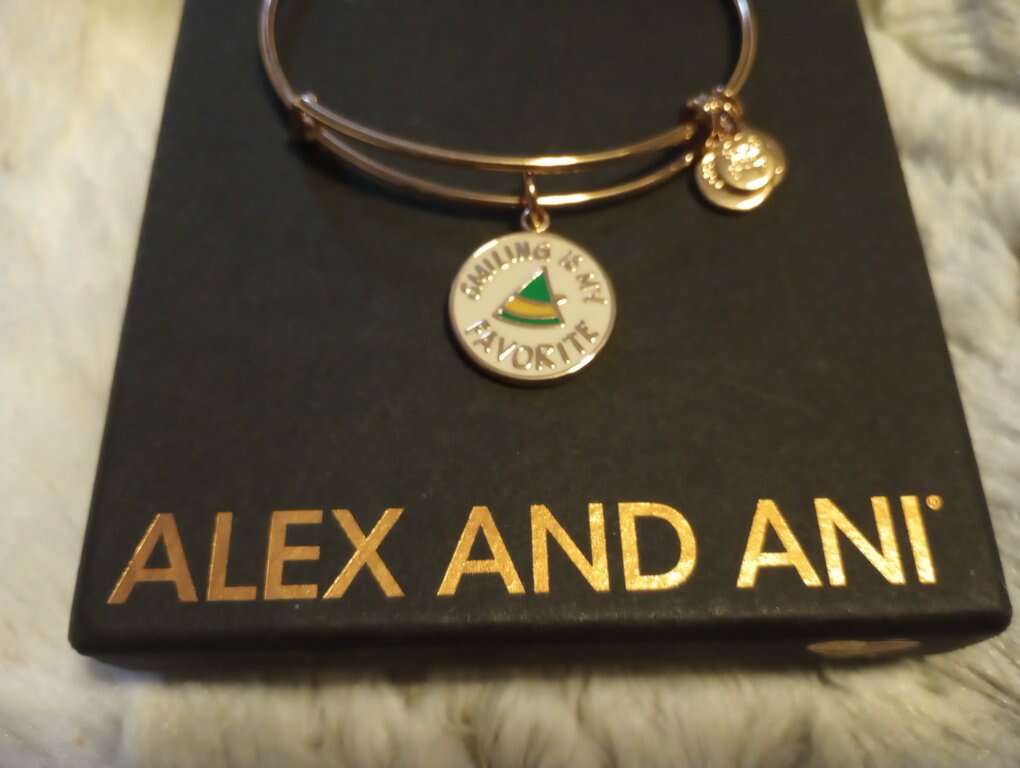 SMILING IS MY
FAVORITE
ALEX AND ANI®